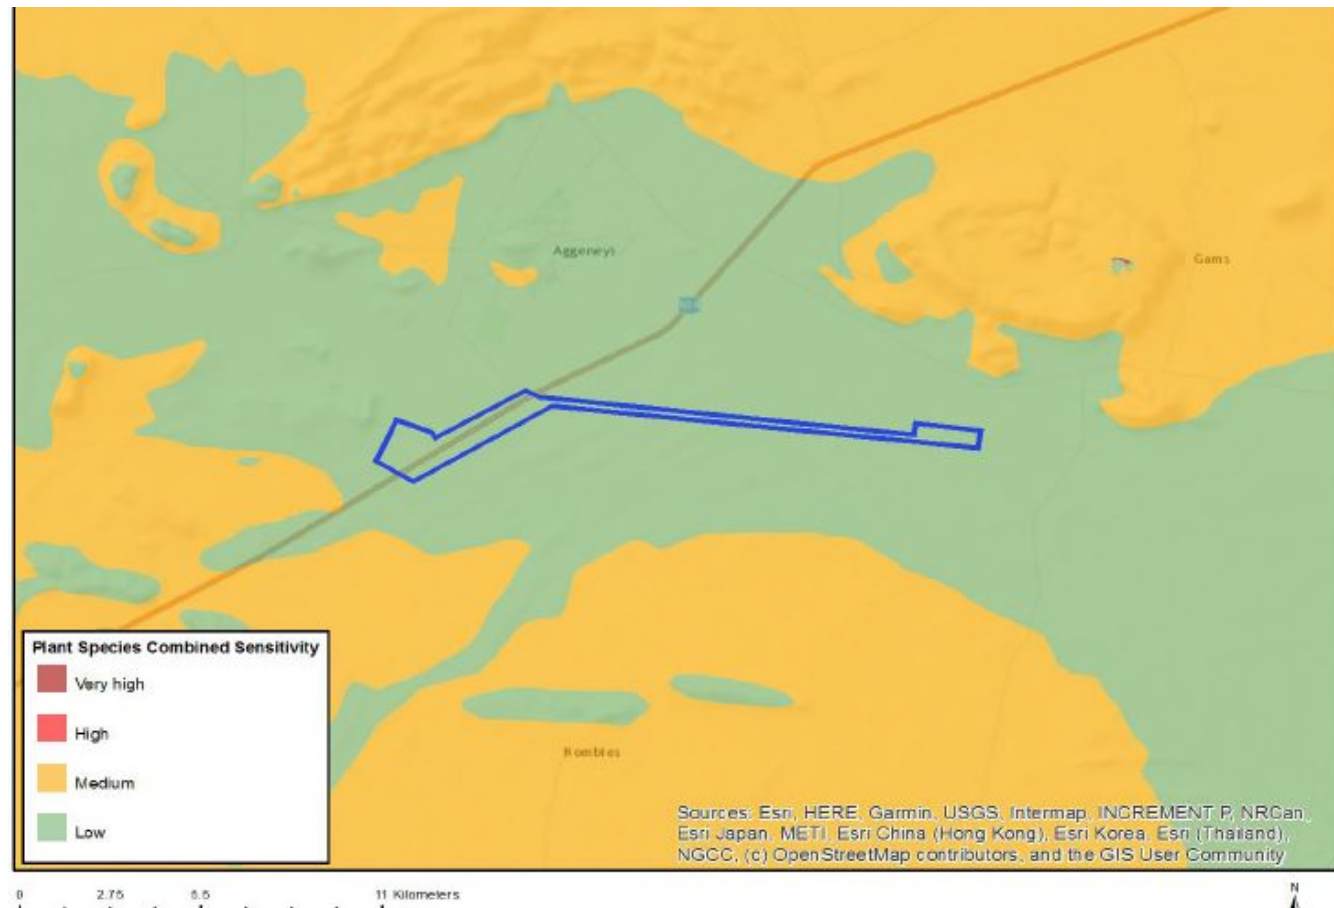 Aggeneys
Gams
Rombies
Plant Species Combined Sensitivity
Very high
High
Medium
Low
Sources: Esri, HERE, Garmin, USGS, Intermap, INCREMENT P, NRCan,
Esri Japan, METI, Esri China (Hong Kong), Esri Korea, Esri (Thailand),
NGCC, (c) OpenStreetMap contributors, and the GIS User Community
0 2.75 5.5 11 Kilometers
N